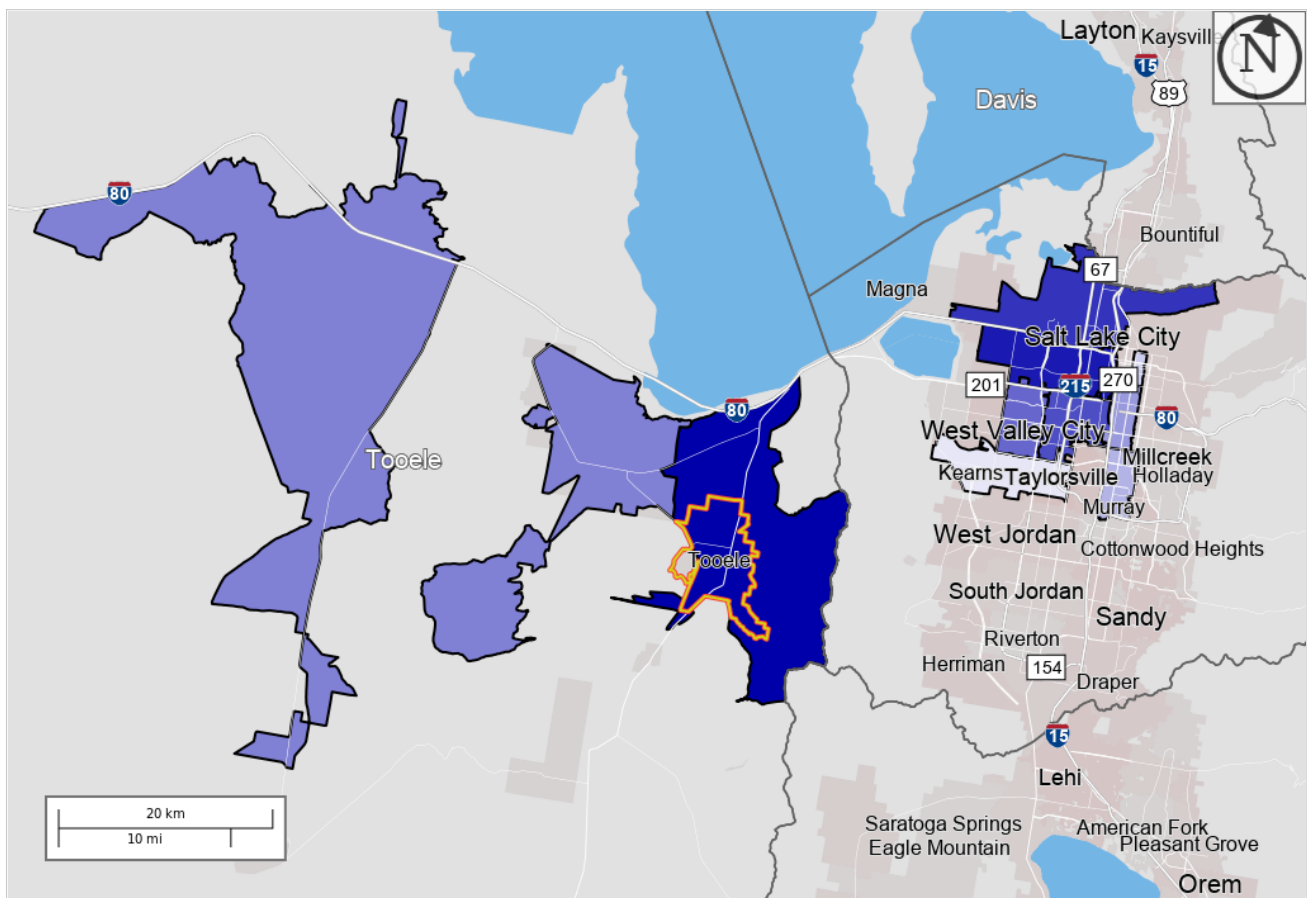 Layton
Kaysville
N
15
89
Davis
80
Bountiful
67
Magna
Salt Lake City
201
215
270
80
80
West Valley City
Tooele
Millcreek
Kearns
Taylorsville
Holladay
Murray
West Jordan
Cottonwood Heights
Tooele
South Jordan
Sandy
Riverton
Herriman
154
Draper
15
Lehi
20 km
10 mi
Saratoga Springs
American Fork
Eagle Mountain
Pleasant Grove
Orem